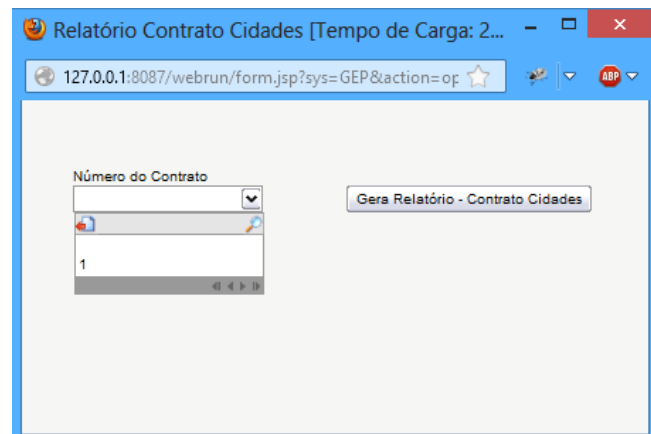 Relatório Contrato Cidades [Tempo de Carga: 2...
127.0.0.1:8087/webrun/form.jsp?sys=GEP&action=op
ABP
Número do Contrato
Gera Relatório - Contrato Cidades
1